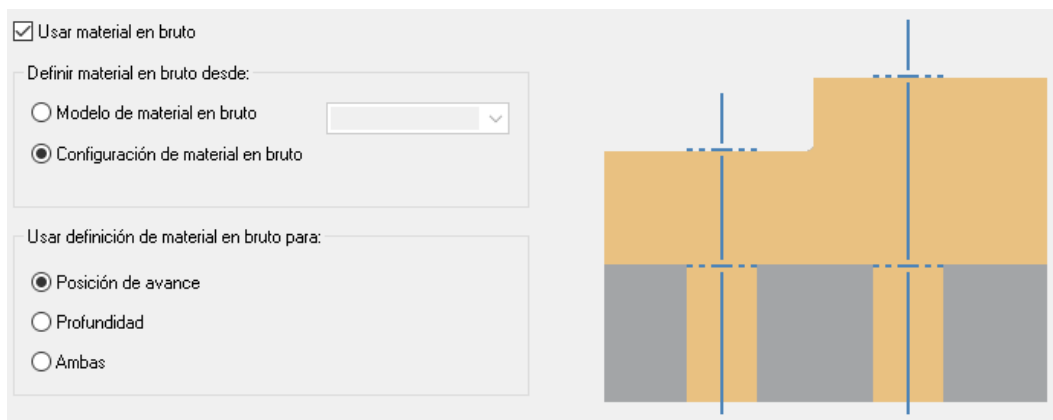 Usar material en bruto
Definir material en bruto desde:
Modelo de material en bruto
Configuración de material en bruto
Usar definición de material en bruto para:
Posición de avance
Profundidad
Ambas